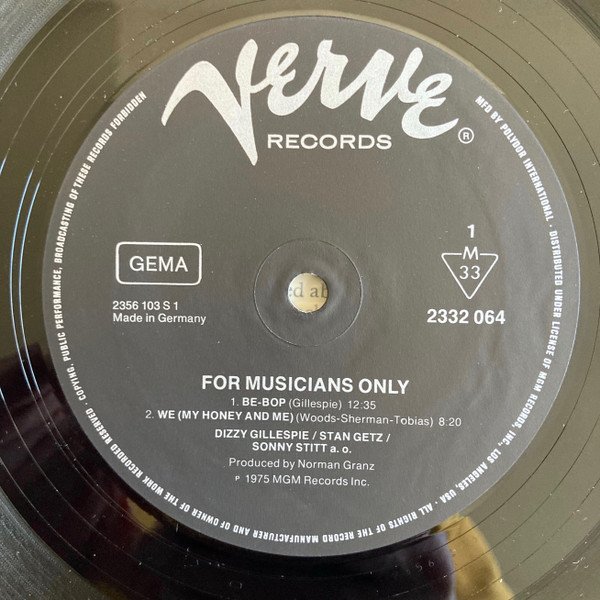 Verve
RECORDS
®
MFD BY POLYDOR INTERNATIONAL · DISTRIBUTED UNDER LICENSE OF MGM RECORDS, INC., LOS ANGELES, USA · ALL RIGHTS OF THE RECORD MANUFACTURER AND OF OWNER OF THE WORK RECORDED RESERVED · COPYING, PUBLIC PERFORMANCE, BROADCASTING OF THESE RECORDS FORBIDDEN
GEMA
1
M
33
2356 103 S 1
Made in Germany
2332 064
ed ab
FOR MUSICIANS ONLY
1. BE-BOP (Gillespie) 12:35
2. WE (MY HONEY AND ME) (Woods-Sherman-Tobias) 8:20
DIZZY GILLESPIE / STAN GETZ /
SONNY STITT a. o.
Produced by Norman Granz
℗ 1975 MGM Records Inc.